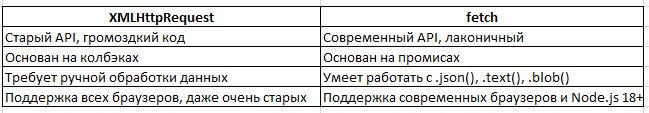 XMLHttpRequest fetch
Старый API, громоздкий код Современный API, лаконичный
Основан на колбэках Основан на промисах
Требует ручной обработки данных Умеет работать с .json(), .text(), .blob()
Поддержка всех браузеров, даже очень старых Поддержка современных браузеров и Node.js 18+